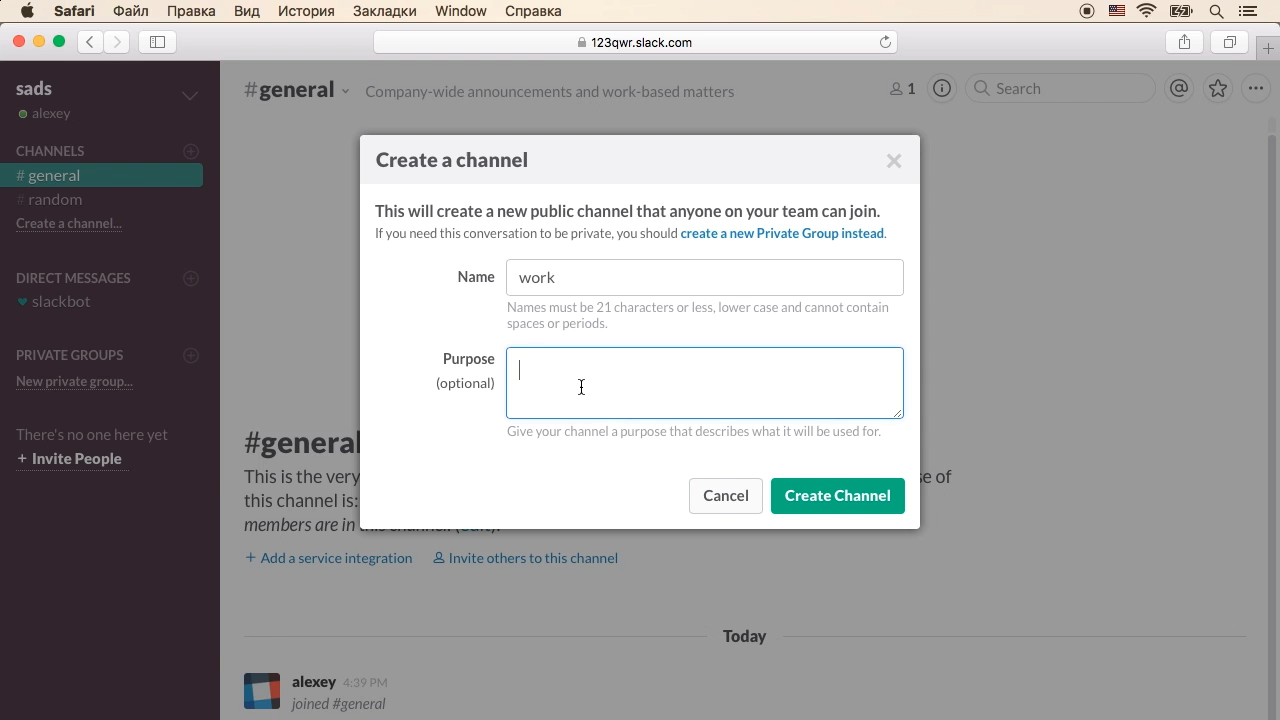 Safari Файл Правка Вид История Закладки Window Справка
123qwr.slack.com
sads
alexey
CHANNELS
# general
# random
Create a channel...
DIRECT MESSAGES
slackbot
PRIVATE GROUPS
New private group...
There's no one here yet
+ Invite People
#general Company-wide announcements and work-based matters 1 Search
Create a channel
This will create a new public channel that anyone on your team can join.
If you need this conversation to be private, you should create a new Private Group instead.
Name work
Names must be 21 characters or less, lower case and cannot contain
spaces or periods.
Purpose
(optional)
Give your channel a purpose that describes what it will be used for.
Cancel Create Channel
#general
This is the very se of
this channel is:
members are in this channel.
+ Add a service integration Invite others to this channel
Today
alexey 4:39 PM
joined #general